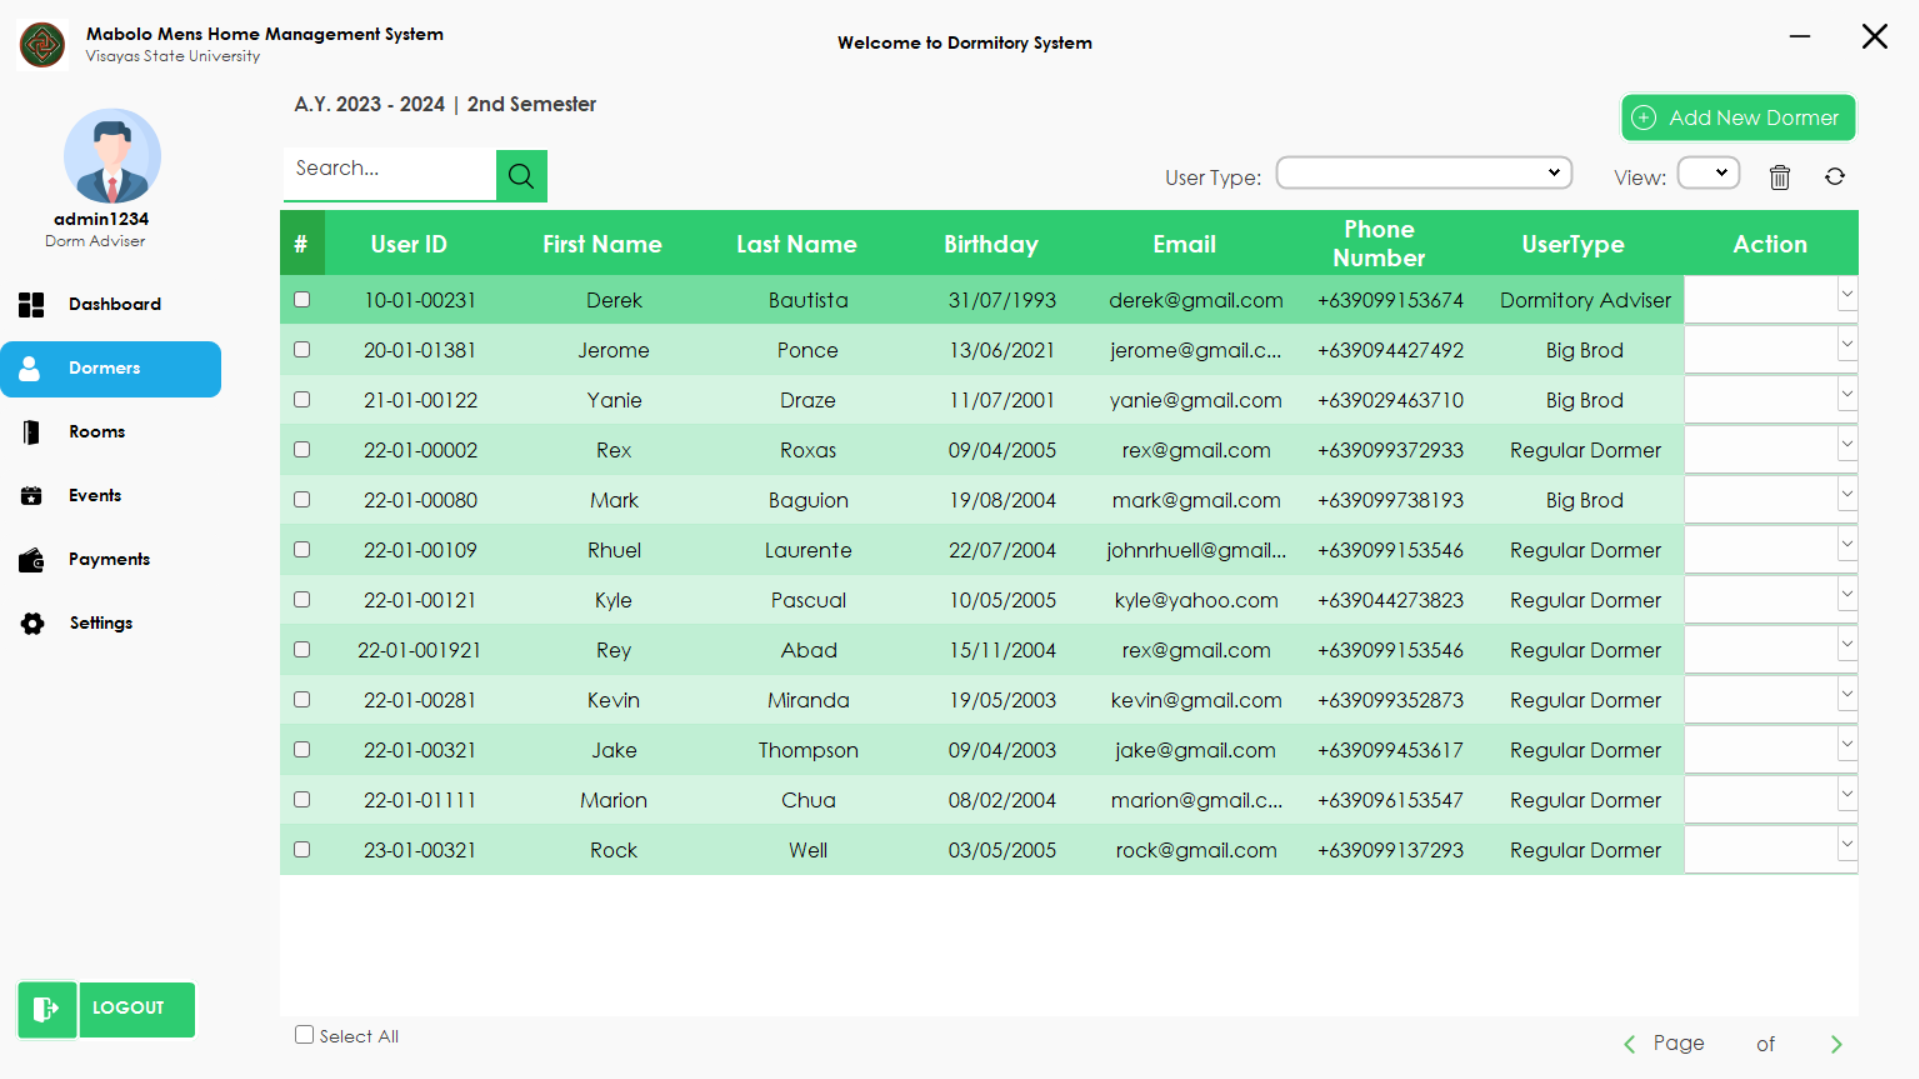 Mabolo Mens Home Management System
Visayas State University
Welcome to Dormitory System
admin1234
Dorm Adviser
Dashboard
Dormers
Rooms
Events
Payments
Settings
LOGOUT
A.Y. 2023 - 2024 | 2nd Semester
Add New Dormer
Search...
User Type:
View:
# User ID First Name Last Name Birthday Email Phone Number UserType Action
10-01-00231 Derek Bautista 31/07/1993 derek@gmail.com +639099153674 Dormitory Adviser
20-01-01381 Jerome Ponce 13/06/2021 jerome@gmail.c... +639094427492 Big Brod
21-01-00122 Yanie Draze 11/07/2001 yanie@gmail.com +639029463710 Big Brod
22-01-00002 Rex Roxas 09/04/2005 rex@gmail.com +639099372933 Regular Dormer
22-01-00080 Mark Baguion 19/08/2004 mark@gmail.com +639099738193 Big Brod
22-01-00109 Rhuel Laurente 22/07/2004 johnrhuell@gmail... +639099153546 Regular Dormer
22-01-00121 Kyle Pascual 10/05/2005 kyle@yahoo.com +639044273823 Regular Dormer
22-01-001921 Rey Abad 15/11/2004 rex@gmail.com +639099153546 Regular Dormer
22-01-00281 Kevin Miranda 19/05/2003 kevin@gmail.com +639099352873 Regular Dormer
22-01-00321 Jake Thompson 09/04/2003 jake@gmail.com +639099453617 Regular Dormer
22-01-01111 Marion Chua 08/02/2004 marion@gmail.c... +639096153547 Regular Dormer
23-01-00321 Rock Well 03/05/2005 rock@gmail.com +639099137293 Regular Dormer
Select All
Page of